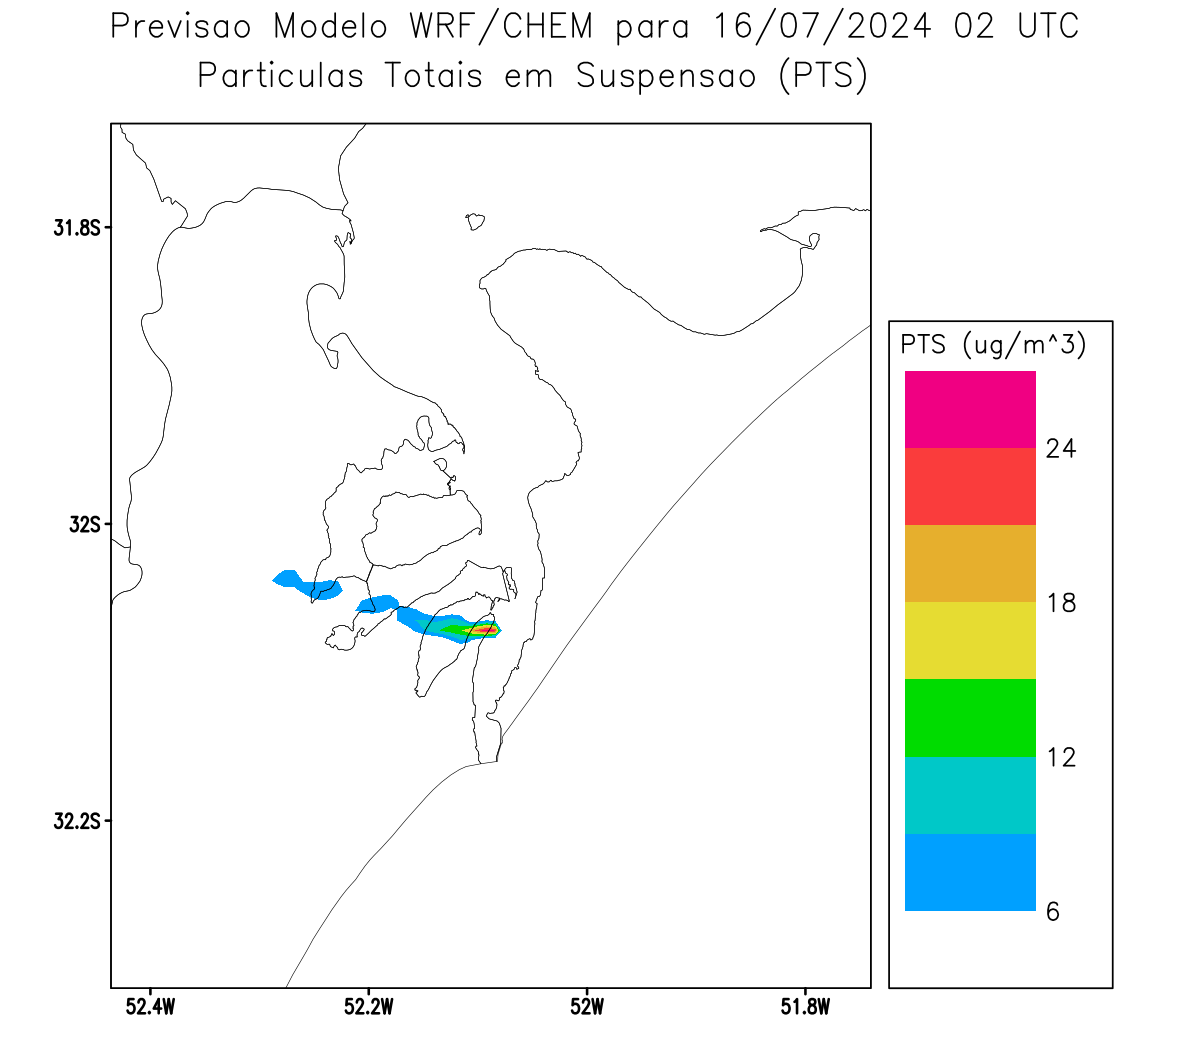 Previsao Modelo WRF/CHEM para 16/07/2024 02 UTC
Particulas Totais em Suspensao (PTS)
31.8S
32S
32.2S
52.4W
52.2W
52W
51.8W
PTS (ug/m^3)
24
18
12
6